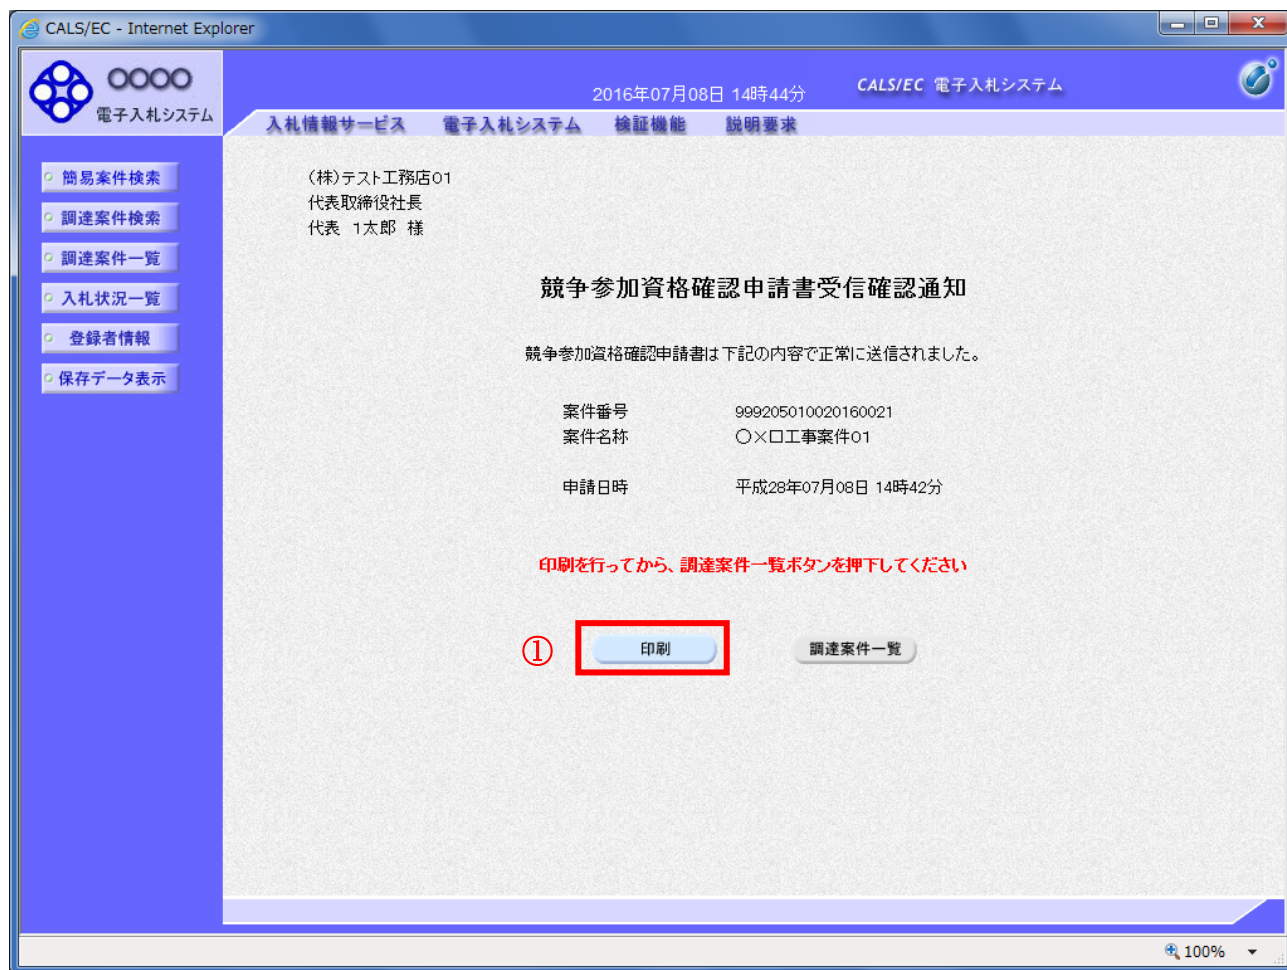 CALS/EC - Internet Explorer
OOOO
電子入札システム
2016年07月08日 14時44分
CALS/EC 電子入札システム
入札情報サービス 電子入札システム 検証機能 説明要求
簡易案件検索
調達案件検索
調達案件一覧
入札状況一覧
登録者情報
保存データ表示
(株)テスト工務店01
代表取締役社長
代表 1太郎 様
競争参加資格確認申請書受信確認通知
競争参加資格確認申請書は下記の内容で正常に送信されました。
案件番号 999205010020160021
案件名称 〇×口工事案件01
申請日時 平成28年07月08日 14時42分
印刷を行ってから、調達案件一覧ボタンを押下してください
① 印刷 調達案件一覧
100%